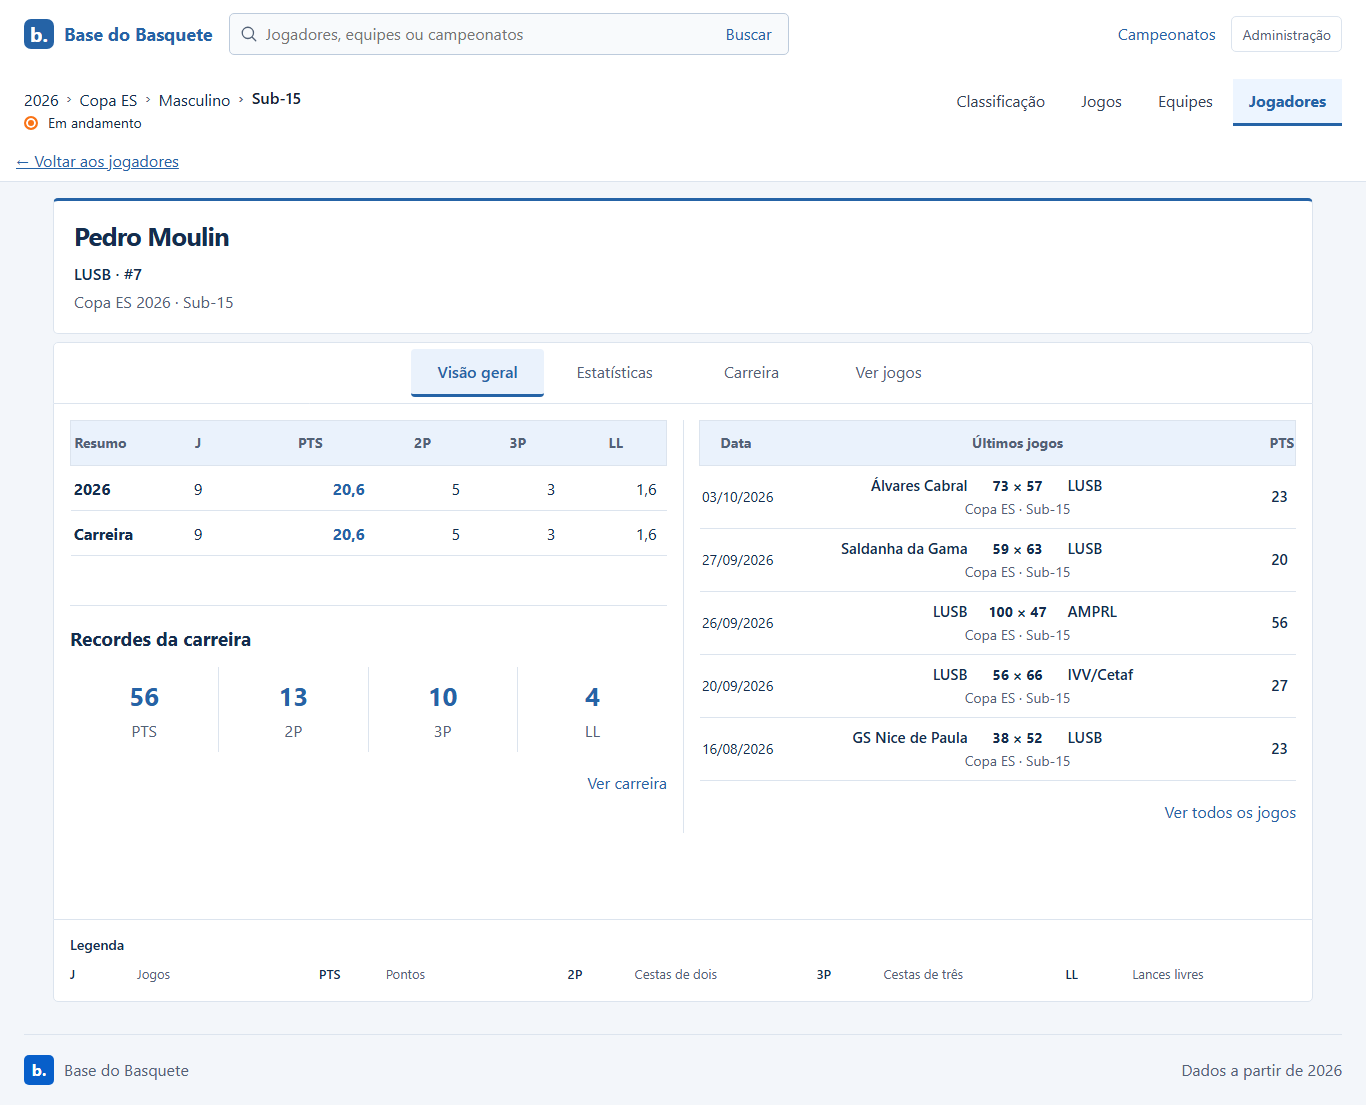 b. Base do Basquete
Jogadores, equipes ou campeonatos
Buscar
Campeonatos
Administração
2026 › Copa ES › Masculino › Sub-15
Em andamento
Classificação
Jogos
Equipes
Jogadores
← Voltar aos jogadores
Pedro Moulin
LUSB · #7
Copa ES 2026 · Sub-15
Visão geral
Estatísticas
Carreira
Ver jogos
Resumo J PTS 2P 3P LL
2026 9 20,6 5 3 1,6
Carreira 9 20,6 5 3 1,6
Recordes da carreira
56 13 10 4
PTS 2P 3P LL
Ver carreira
Data Últimos jogos PTS
03/10/2026 Álvares Cabral 73 × 57 LUSB 23
Copa ES · Sub-15
27/09/2026 Saldanha da Gama 59 × 63 LUSB 20
Copa ES · Sub-15
26/09/2026 LUSB 100 × 47 AMPRL 56
Copa ES · Sub-15
20/09/2026 LUSB 56 × 66 IVV/Cetaf 27
Copa ES · Sub-15
16/08/2026 GS Nice de Paula 38 × 52 LUSB 23
Copa ES · Sub-15
Ver todos os jogos
Legenda
J Jogos PTS Pontos 2P Cestas de dois 3P Cestas de três LL Lances livres
b. Base do Basquete
Dados a partir de 2026